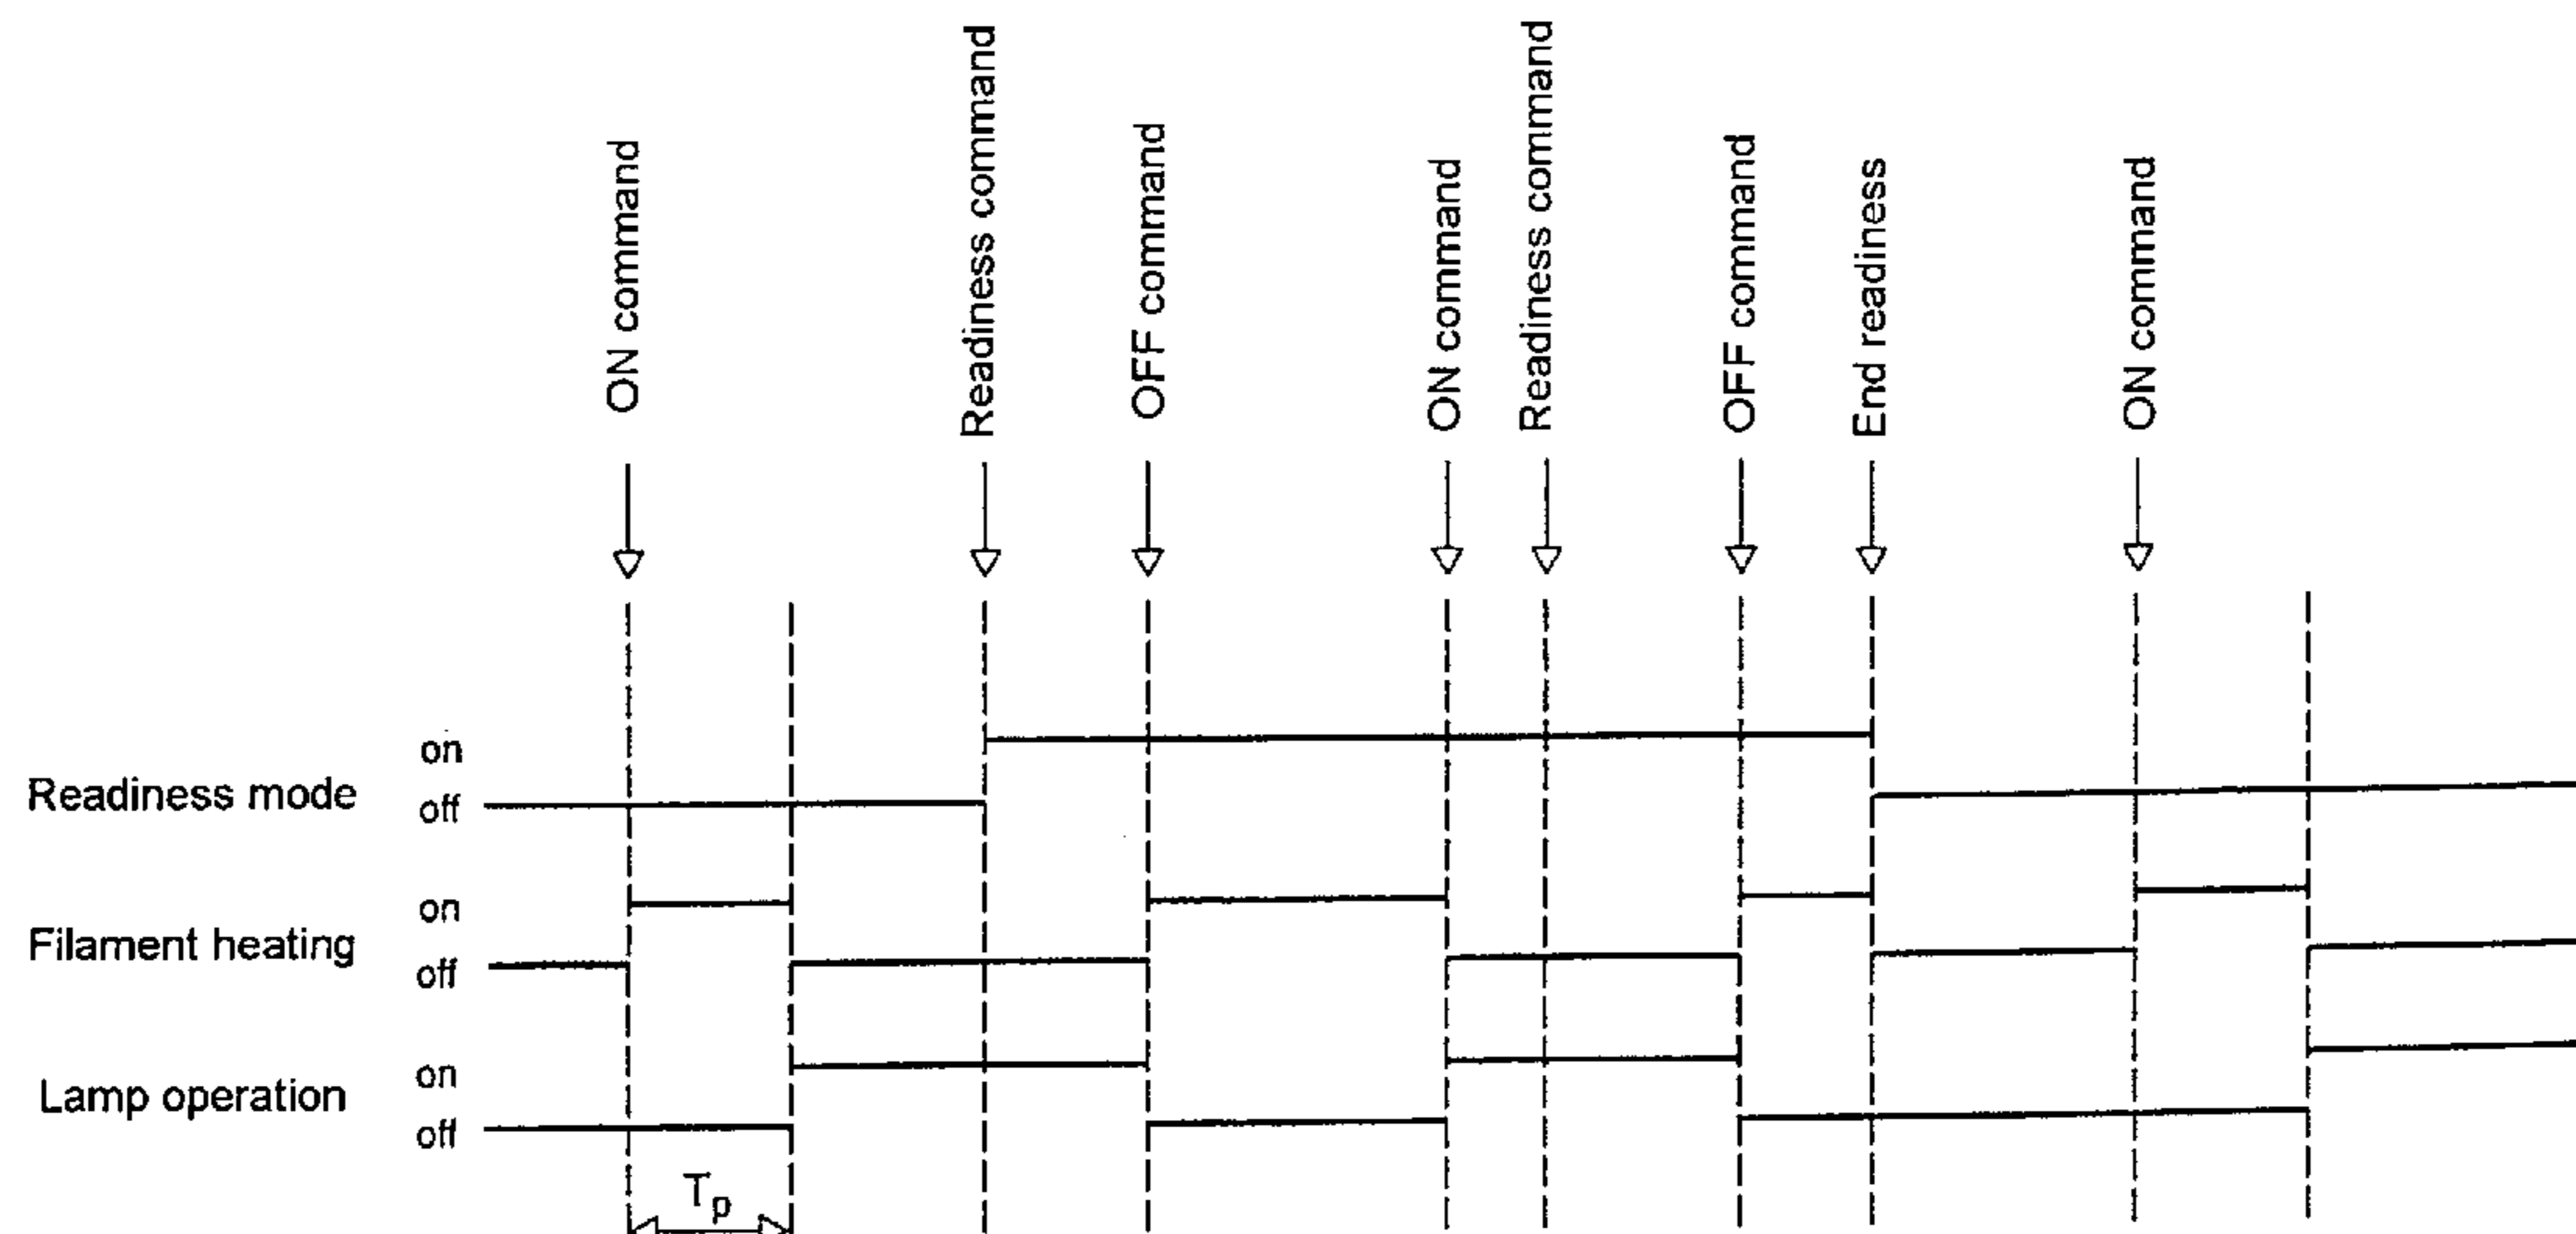 ON command
Readiness command
OFF command
ON command
Readiness command
OFF command
End readiness
ON command
Readiness mode
on
off
Filament heating
on
off
Lamp operation
on
off
Tp